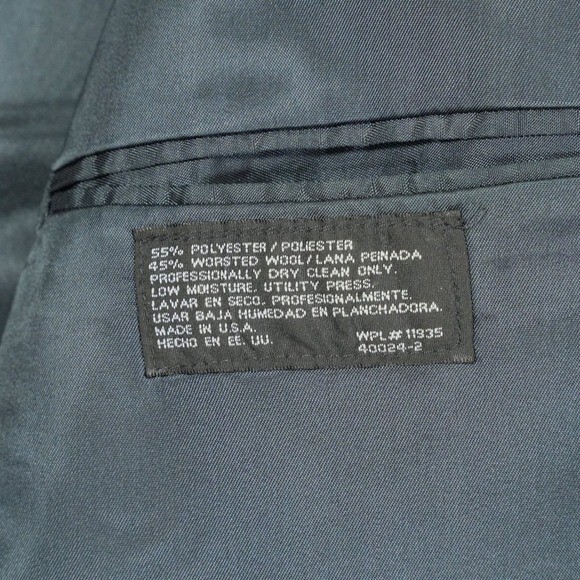 55% POLYESTER/POLIESTER
45% WORSTED WOOL/LANA PEINADA
PROFESSIONALLY DRY CLEAN ONLY.
LOW MOISTURE. UTILITY PRESS.
LAVAR EN SECO. PROFESIONALMENTE.
USAR BAJA HUMEDAD EN PLANCHADORA.
MADE IN U.S.A.
HECHO EN EE. UU.
WPL# 11935
40024-2